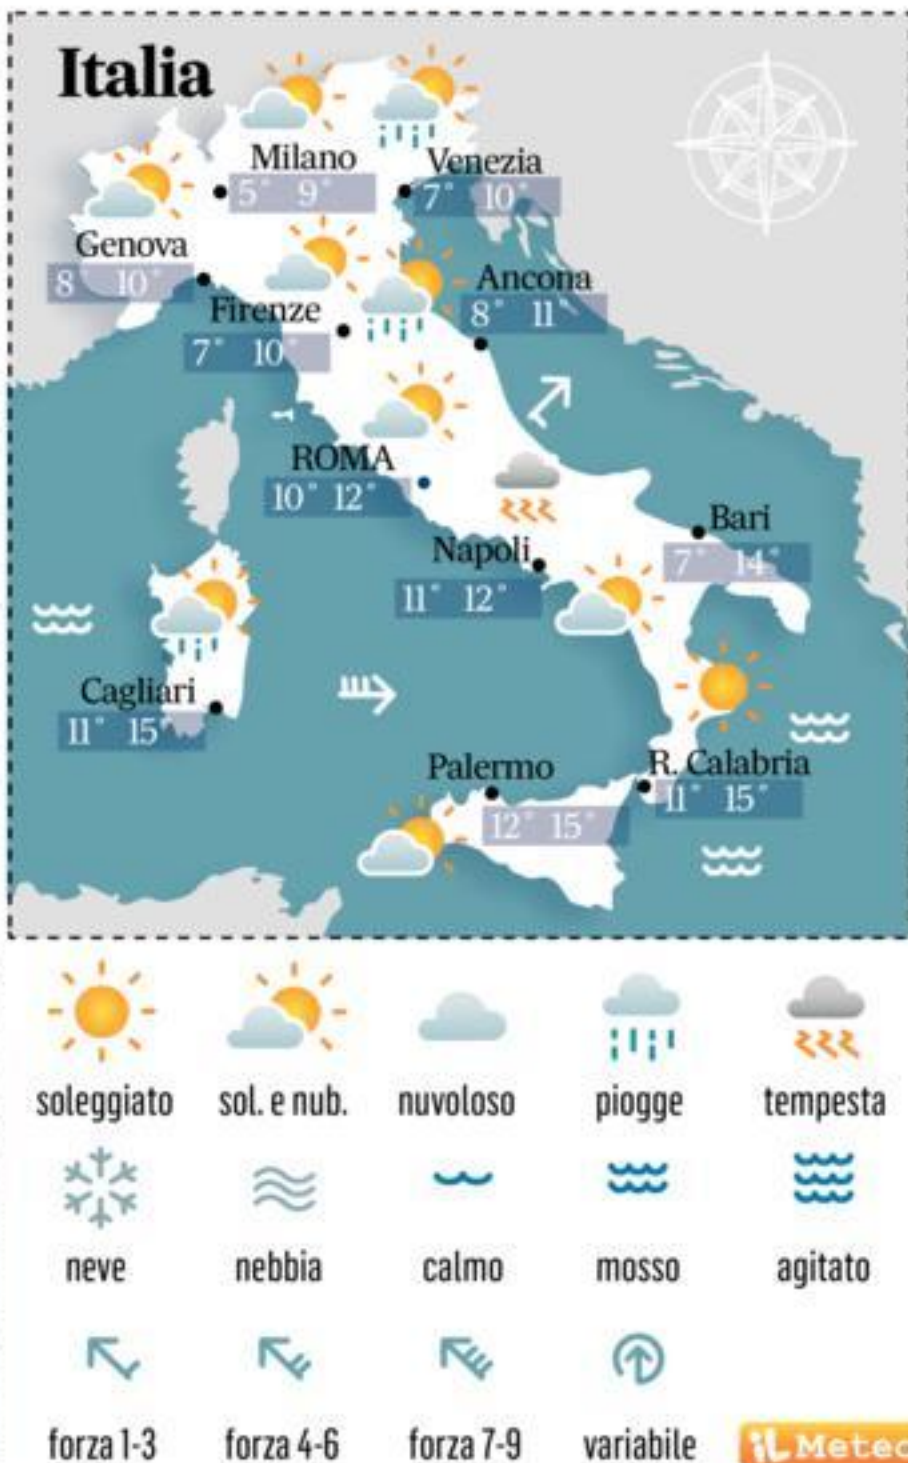 Italia
Milano
5° 9°
Venezia
7° 10°
Genova
8° 10°
Ancona
8° 11°
Firenze
7° 10°
ROMA
10° 12°
Bari
7° 14°
Napoli
11° 12°
Cagliari
11° 15°
Palermo
12° 15°
R. Calabria
11° 15°
soleggiato sol. e nub. nuvoloso piogge tempesta
neve nebbia calmo mosso agitato
forza 1-3 forza 4-6 forza 7-9 variabile
iL Meteo